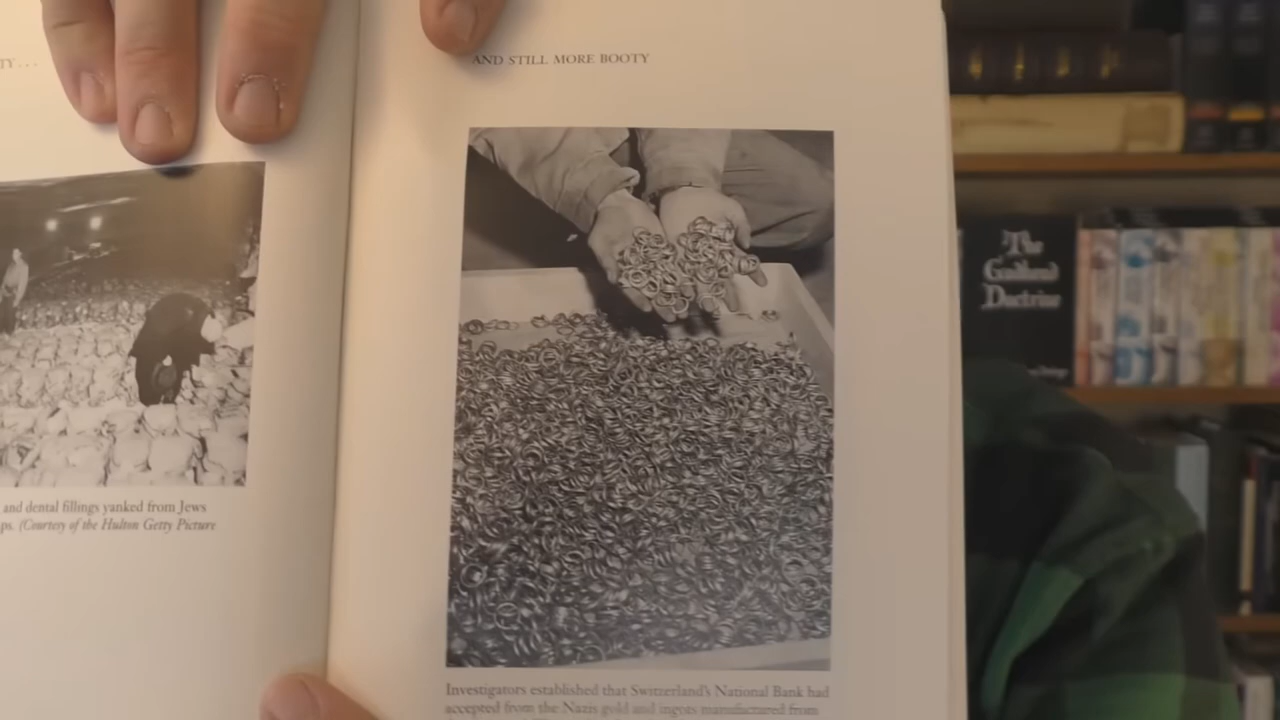 TY...
and dental fillings yanked from Jews
ps. (Courtesy of the Hulton Getty Picture
AND STILL MORE BOOTY
Investigators established that Switzerland's National Bank had
accepted from the Nazis gold and ingots manufactured from
The
Godhead
Doctrine